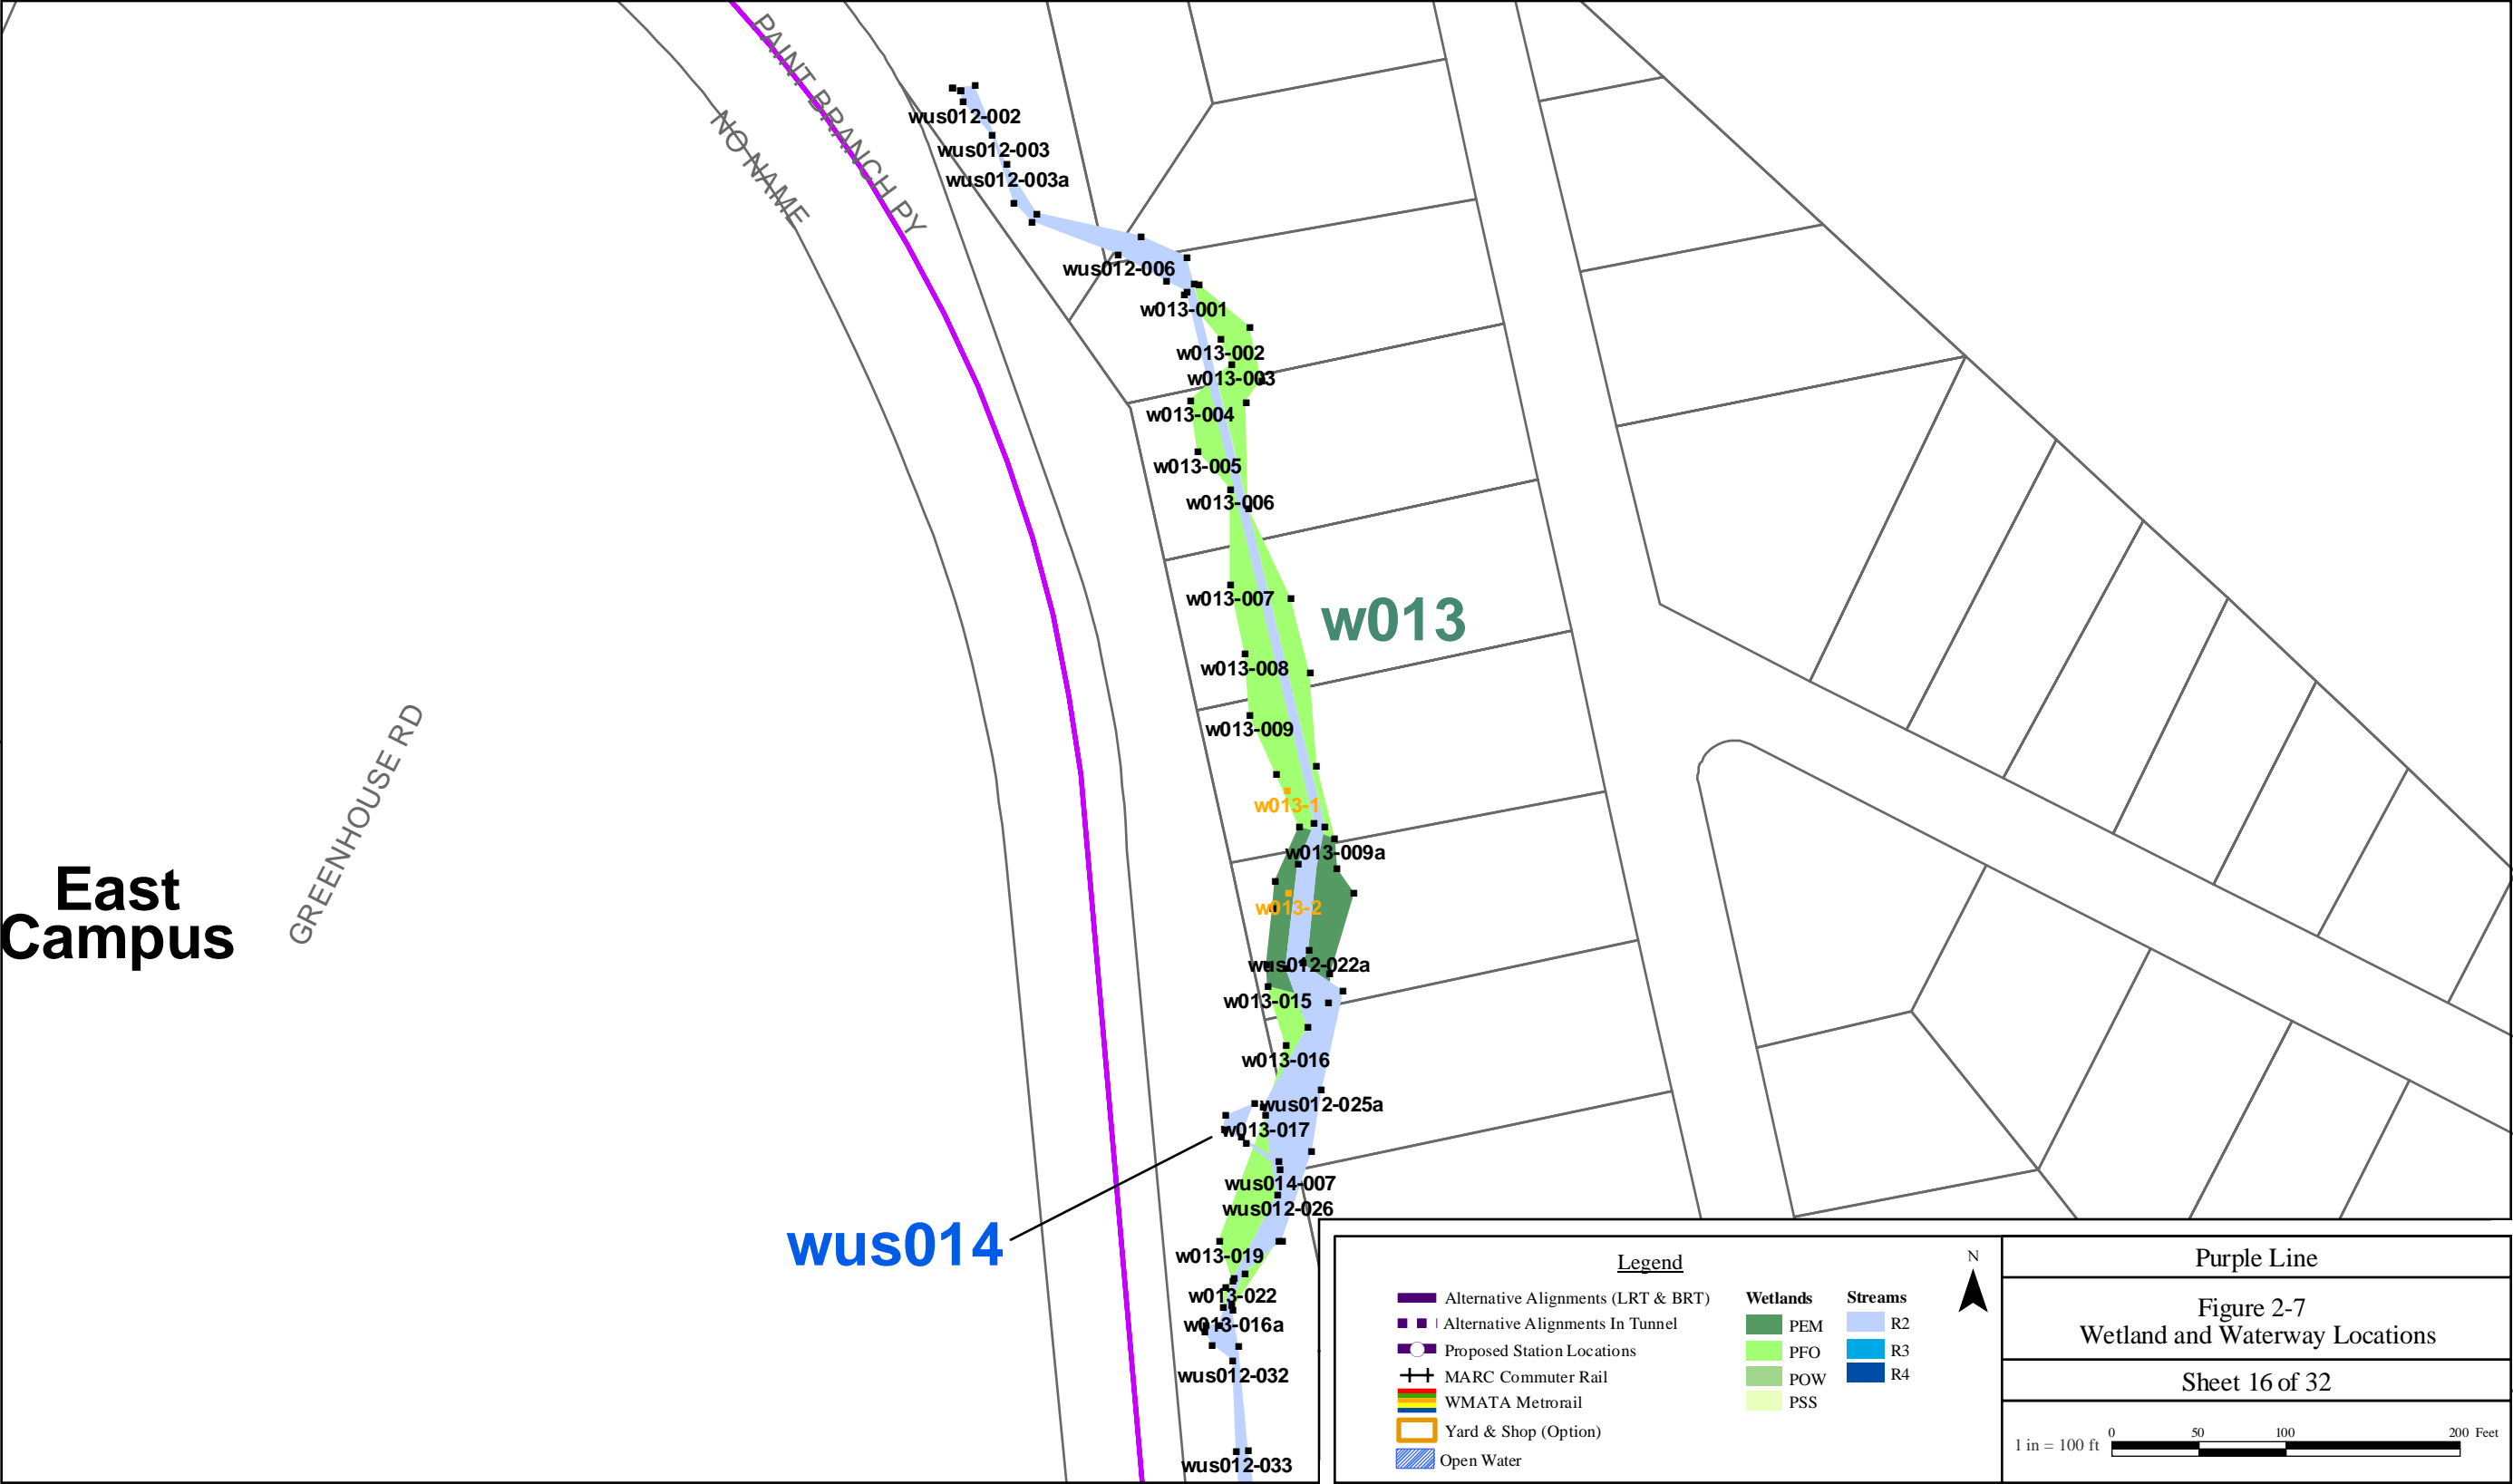 PAINT BRANCH PY
NO NAME
wus012-002
wus012-003
wus012-003a
wus012-006
w013-001
w013-002
w013-003
w013-004
w013-005
w013-006
w013-007
w013
w013-008
w013-009
w013-1
w013-009a
GREENHOUSE RD
East
Campus
w013-2
wus012-022a
w013-015
w013-016
wus012-025a
w013-017
wus014-007
wus012-026
wus014
w013-019
w013-022
w013-016a
wus012-032
wus012-033
Legend
Alternative Alignments (LRT & BRT)
Alternative Alignments In Tunnel
Proposed Station Locations
MARC Commuter Rail
WMATA Metrorail
Yard & Shop (Option)
Open Water
Wetlands
PEM
PFO
POW
PSS
Streams
R2
R3
R4
N
Purple Line
Figure 2-7
Wetland and Waterway Locations
Sheet 16 of 32
1 in = 100 ft
0 50 100 200 Feet